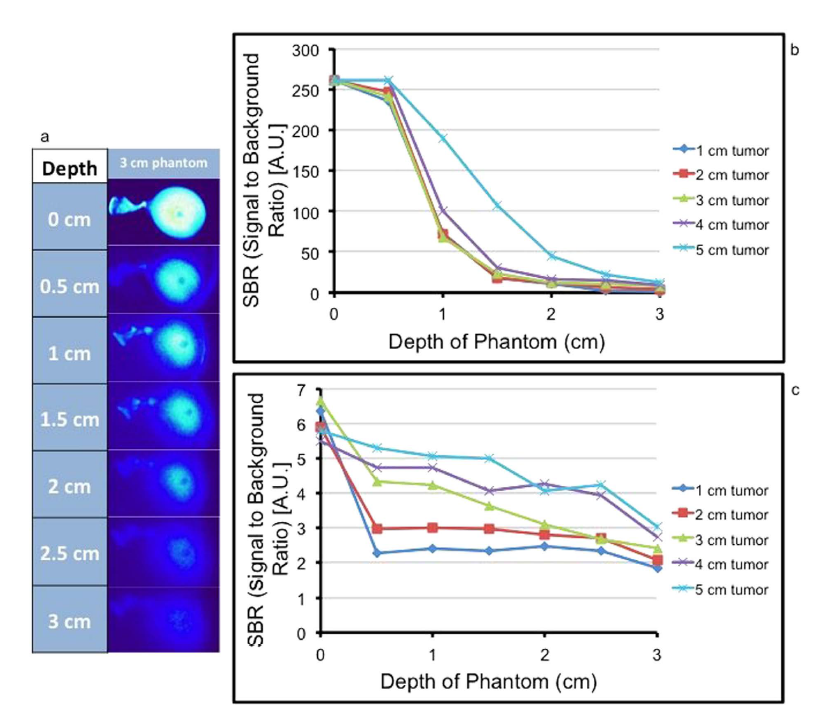 a
Depth
3 cm phantom
0 cm
0.5 cm
1 cm
1.5 cm
2 cm
2.5 cm
3 cm
b
SBR (Signal to Background
Ratio) [A.U.]
300
250
200
150
100
50
0
0
1
2
3
Depth of Phantom (cm)
1 cm tumor
2 cm tumor
3 cm tumor
4 cm tumor
5 cm tumor
c
SBR (Signal to Background
Ratio) [A.U.]
7
6
5
4
3
2
1
0
0
1
2
3
Depth of Phantom (cm)
1 cm tumor
2 cm tumor
3 cm tumor
4 cm tumor
5 cm tumor